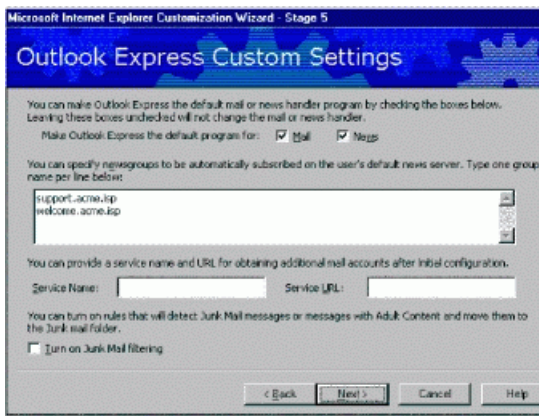 Microsoft Internet Explorer Customization Wizard - Stage 5
Outlook Express Custom Settings
You can make Outlook Express the default mail or news handler program by checking the boxes below.
Leaving these boxes unchecked will not change the mail or news handler.
Make Outlook Express the default program for: Mail News
You can specify newsgroups to be automatically subscribed on the user's default news server. Type one group
name per line below:
support.acme.isp
welcome.acme.isp
You can provide a service name and URL for obtaining additional mail accounts after initial configuration.
Service Name: Service URL:
You can turn on rules that will detect Junk Mail messages or messages with Adult Content and move them to
the Junk mail folder.
Turn on Junk Mail filtering
< Back Next > Cancel Help